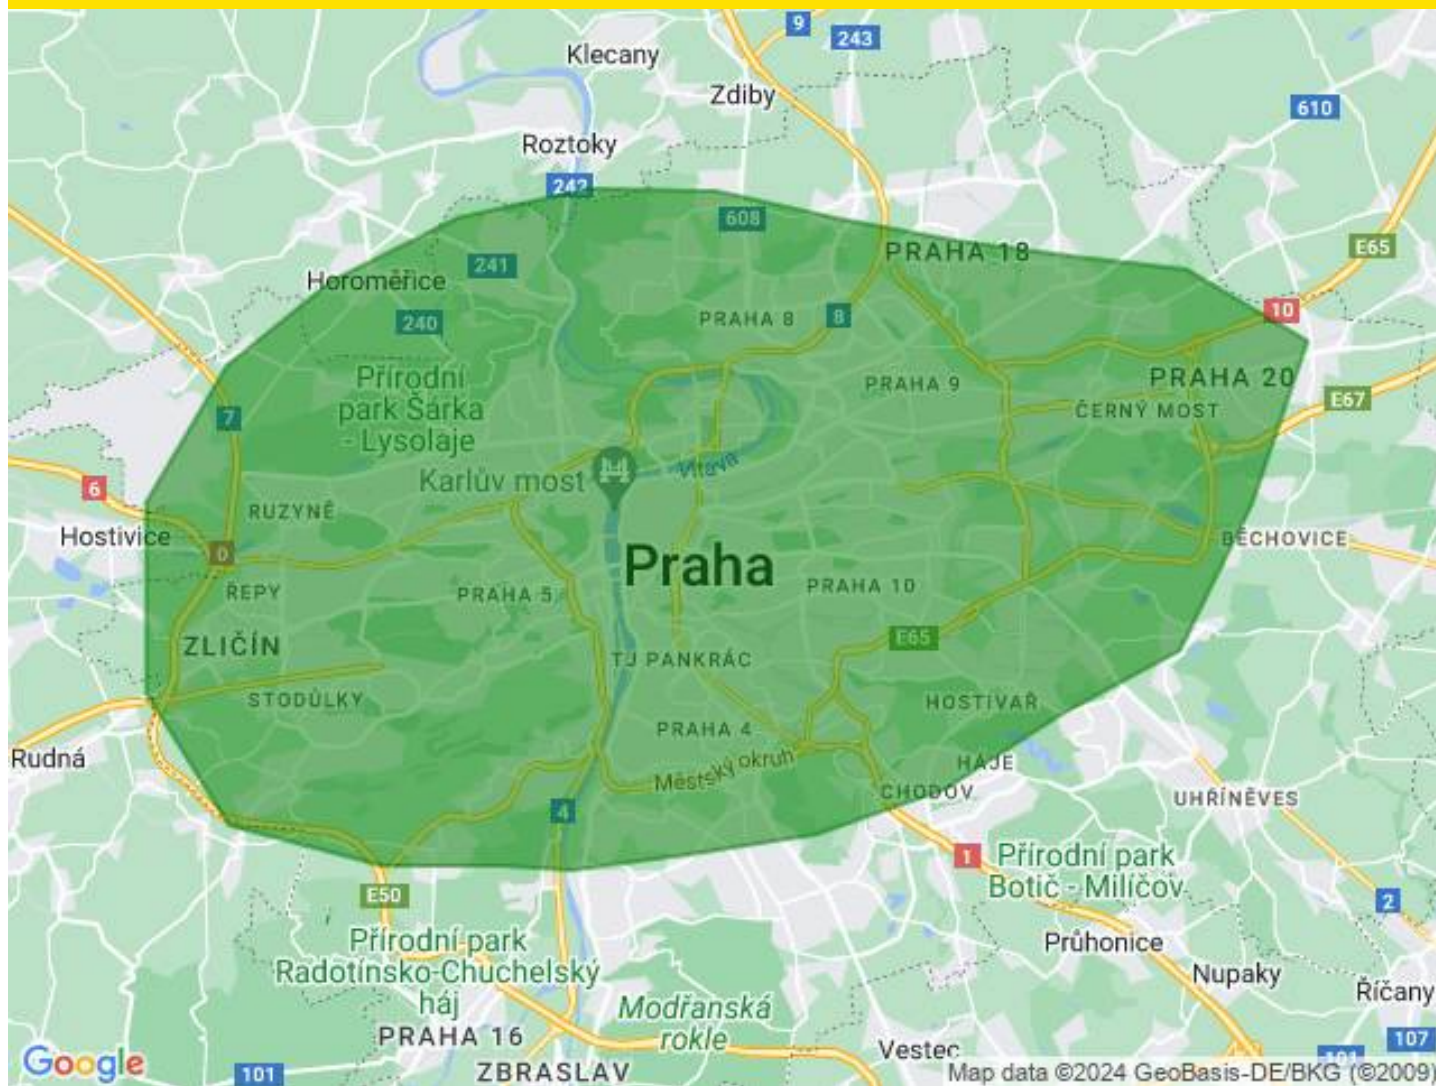 9
243
Klecany
Zdiby
610
Roztoky
242
608
PRAHA 18
E65
241
Horoměřice
10
240
PRAHA 8
8
Přírodní
park Šárka
- Lysolaje
PRAHA 9
PRAHA 20
E67
ČERNÝ MOST
7
Karlův most
Vltava
6
RUZYNĚ
Hostivice
0
BĚCHOVICE
Praha
ŘEPY
PRAHA 5
PRAHA 10
E65
ZLIČÍN
TJ PANKRÁC
STODŮLKY
HOSTIVAŘ
PRAHA 4
Rudná
Městský okruh
HÁJE
CHODOV
UHŘÍNĚVES
4
1
Přírodní park
Botič - Milíčov
E50
2
Přírodní park
Radotínsko-Chuchelský
háj
Průhonice
Nupaky
Říčany
Modřanská
rokle
PRAHA 16
107
Vestec
101
Google
101
ZBRASLAV
Map data ©2024 GeoBasis-DE/BKG (©2009)